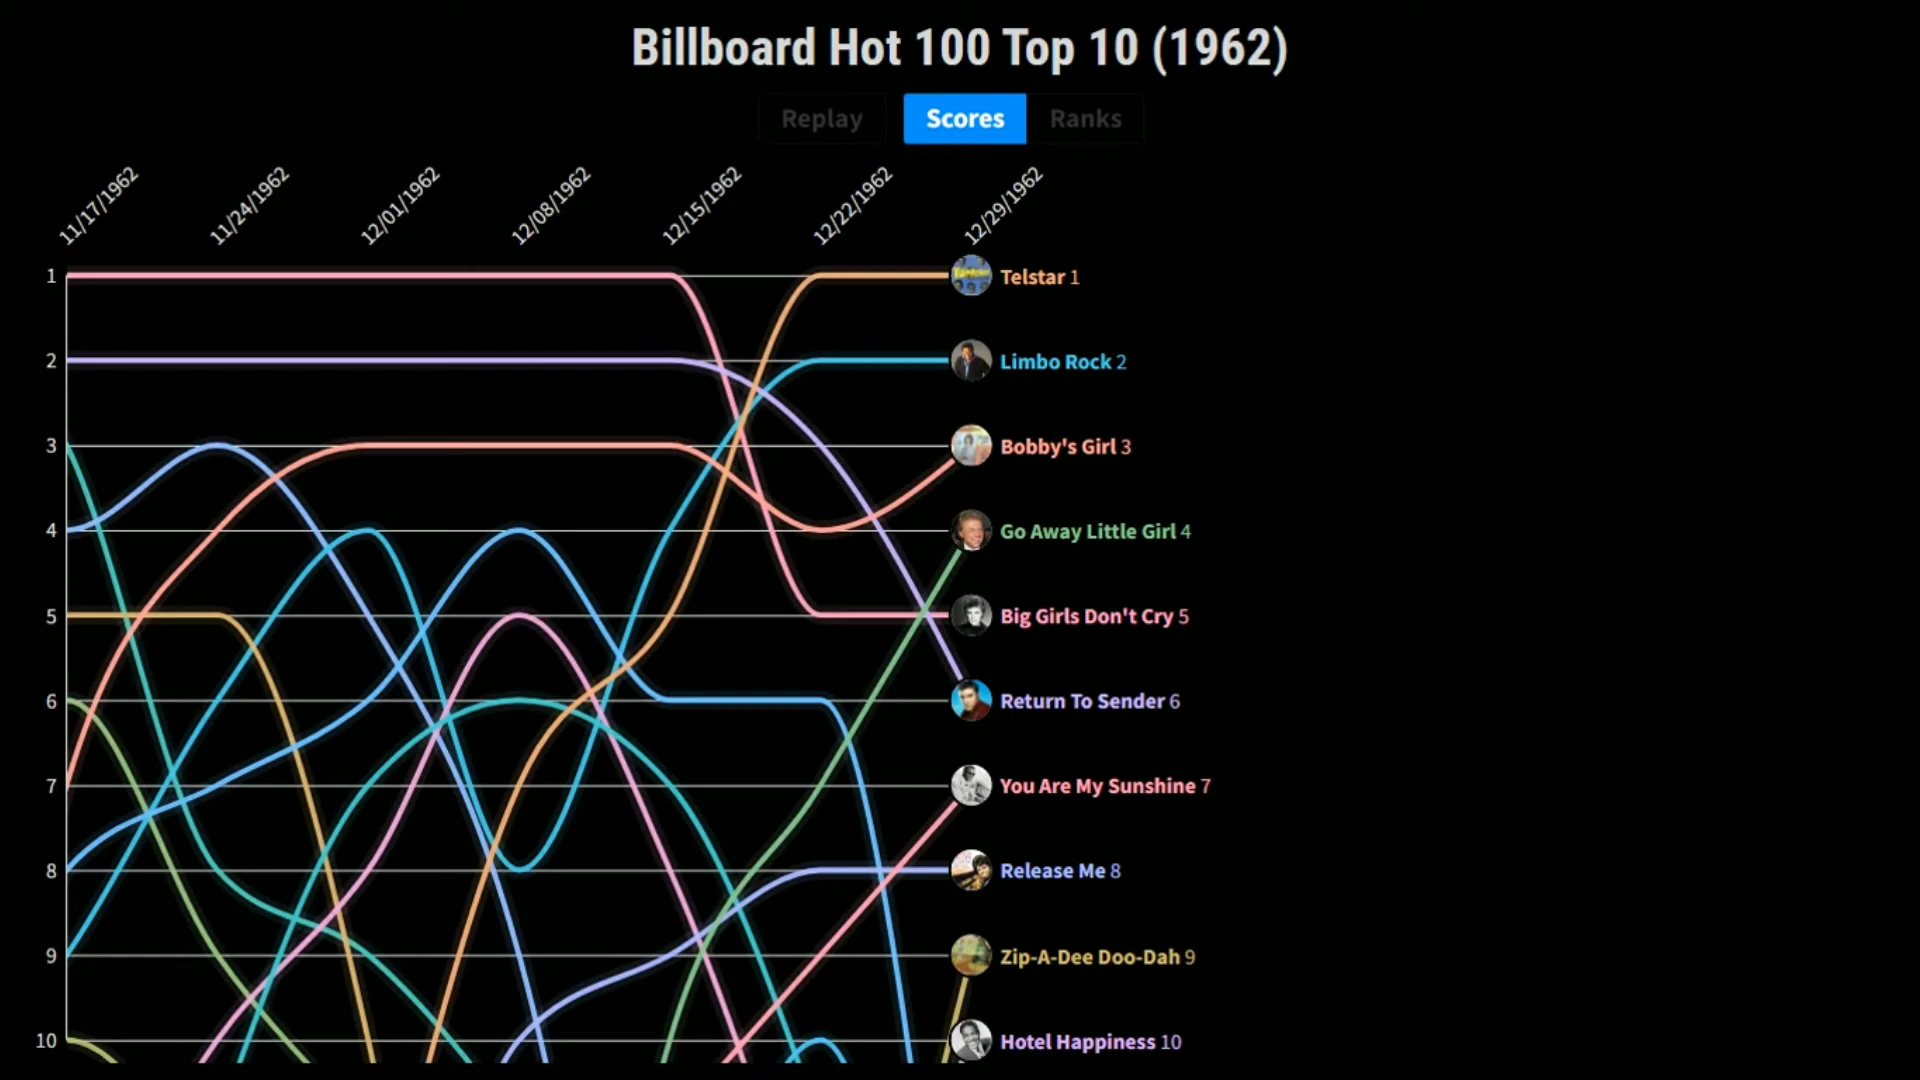 Billboard Hot 100 Top 10 (1962)
Replay Scores Ranks
11/17/1962 11/24/1962 12/01/1962 12/08/1962 12/15/1962 12/22/1962 12/29/1962
1 Telstar 1
2 Limbo Rock 2
3 Bobby's Girl 3
4 Go Away Little Girl 4
5 Big Girls Don't Cry 5
6 Return To Sender 6
7 You Are My Sunshine 7
8 Release Me 8
9 Zip-A-Dee Doo-Dah 9
10 Hotel Happiness 10